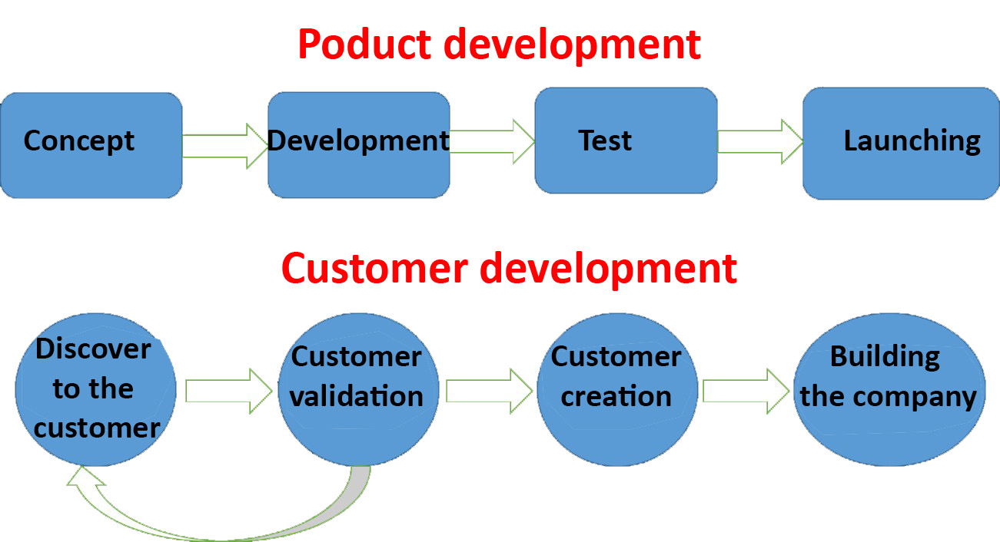 Poduct development
Concept
Development
Test
Launching
Customer development
Discover
to the
customer
Customer
validation
Customer
creation
Building
the company